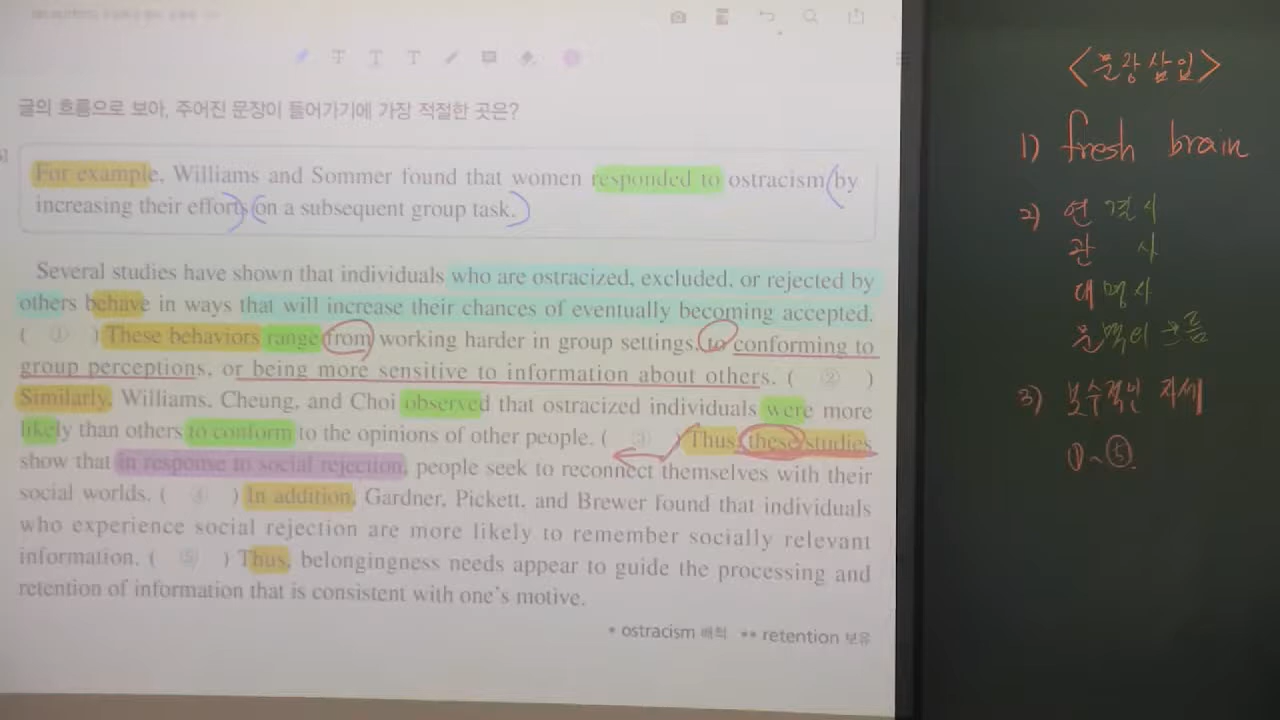 글의 흐름으로 보아, 주어진 문장이 들어가기에 가장 적절한 곳은?
For example, Williams and Sommer found that women responded to ostracism by
increasing their efforts on a subsequent group task.
Several studies have shown that individuals who are ostracized, excluded, or rejected by
others behave in ways that will increase their chances of eventually becoming accepted.
( ① ) These behaviors range from working harder in group settings, to conforming to
group perceptions, or being more sensitive to information about others. ( ② )
Similarly, Williams, Cheung, and Choi observed that ostracized individuals were more
likely than others to conform to the opinions of other people. ( ③ ) Thus, these studies
show that in response to social rejection, people seek to reconnect themselves with their
social worlds. ( ④ ) In addition, Gardner, Pickett, and Brewer found that individuals
who experience social rejection are more likely to remember socially relevant
information. ( ⑤ ) Thus, belongingness needs appear to guide the processing and
retention of information that is consistent with one's motive.
* ostracism 배척 ** retention 보유
<문장삽입>
1) fresh brain
2) 연결사
관 사
대명사
문맥의 흐름
3) 보수적인 자세
①~⑤.